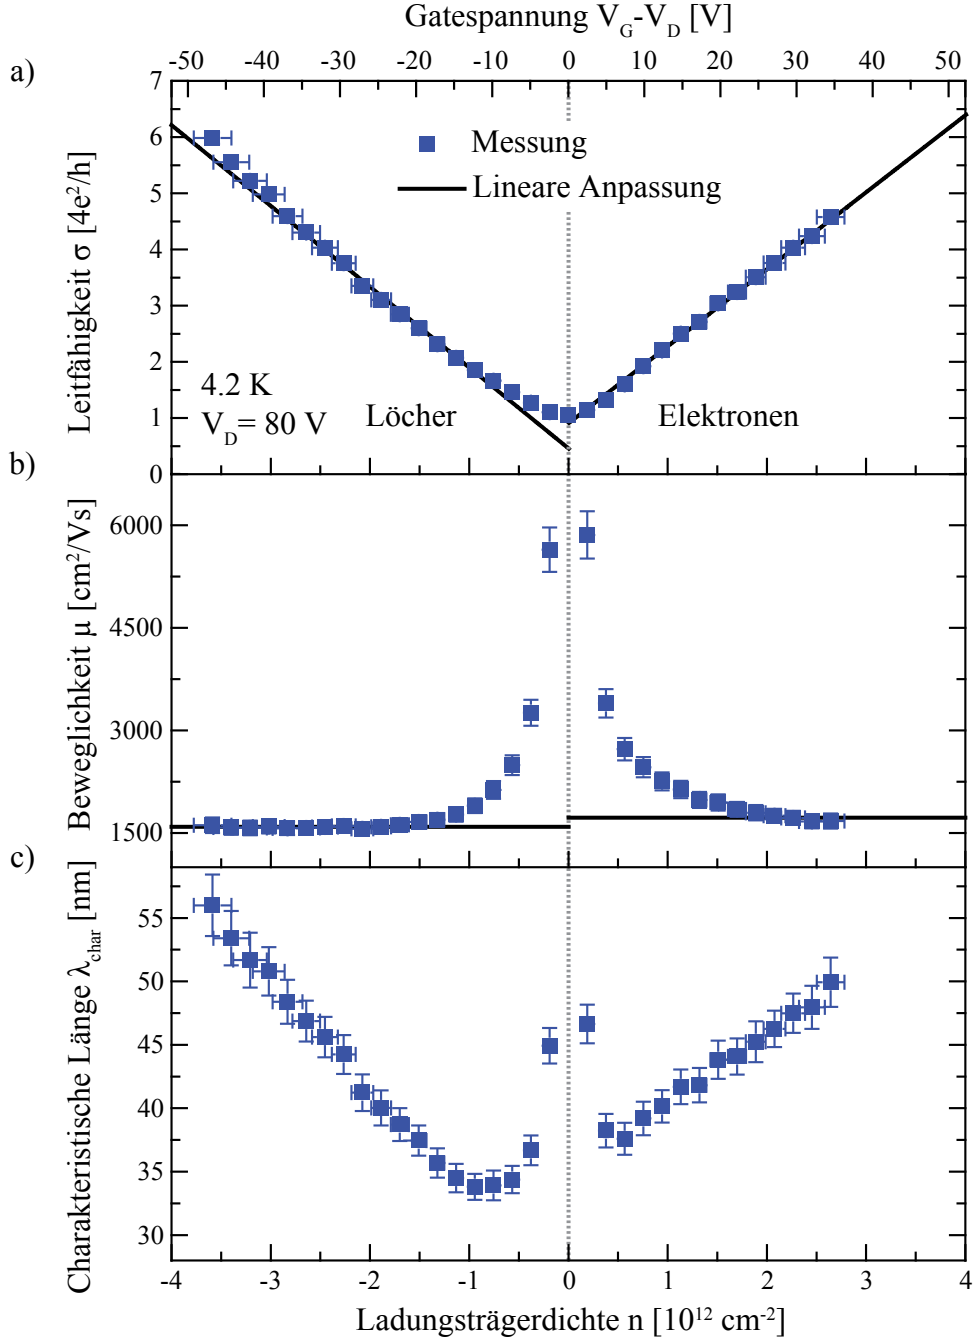 Gatespannung V_G-V_D [V]
-50 -40 -30 -20 -10 0 10 20 30 40 50
a)
7
6
5
4
3
2
1
0
Leitfähigkeit σ [4e²/h]
Messung
Lineare Anpassung
4.2 K
V_D= 80 V
Löcher
Elektronen
b)
6000
4500
3000
1500
Beweglichkeit μ [cm²/Vs]
c)
55
50
45
40
35
30
Charakteristische Länge λ_char [nm]
-4 -3 -2 -1 0 1 2 3 4
Ladungsträgerdichte n [10¹² cm⁻²]